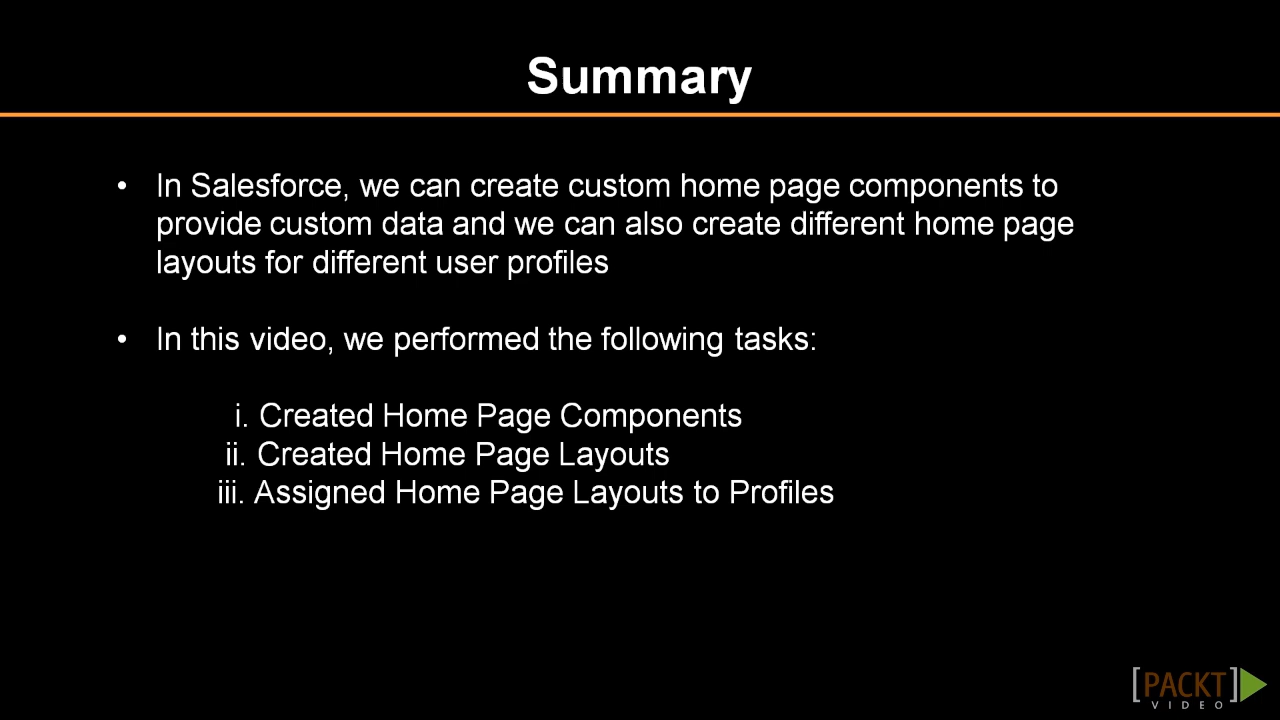 Summary
• In Salesforce, we can create custom home page components to
provide custom data and we can also create different home page
layouts for different user profiles
• In this video, we performed the following tasks:
i. Created Home Page Components
ii. Created Home Page Layouts
iii. Assigned Home Page Layouts to Profiles
[PACKT]
VIDEO